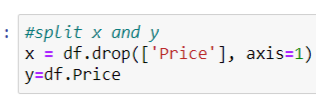 :
#split x and y
x = df.drop(['Price'], axis=1)
y=df.Price